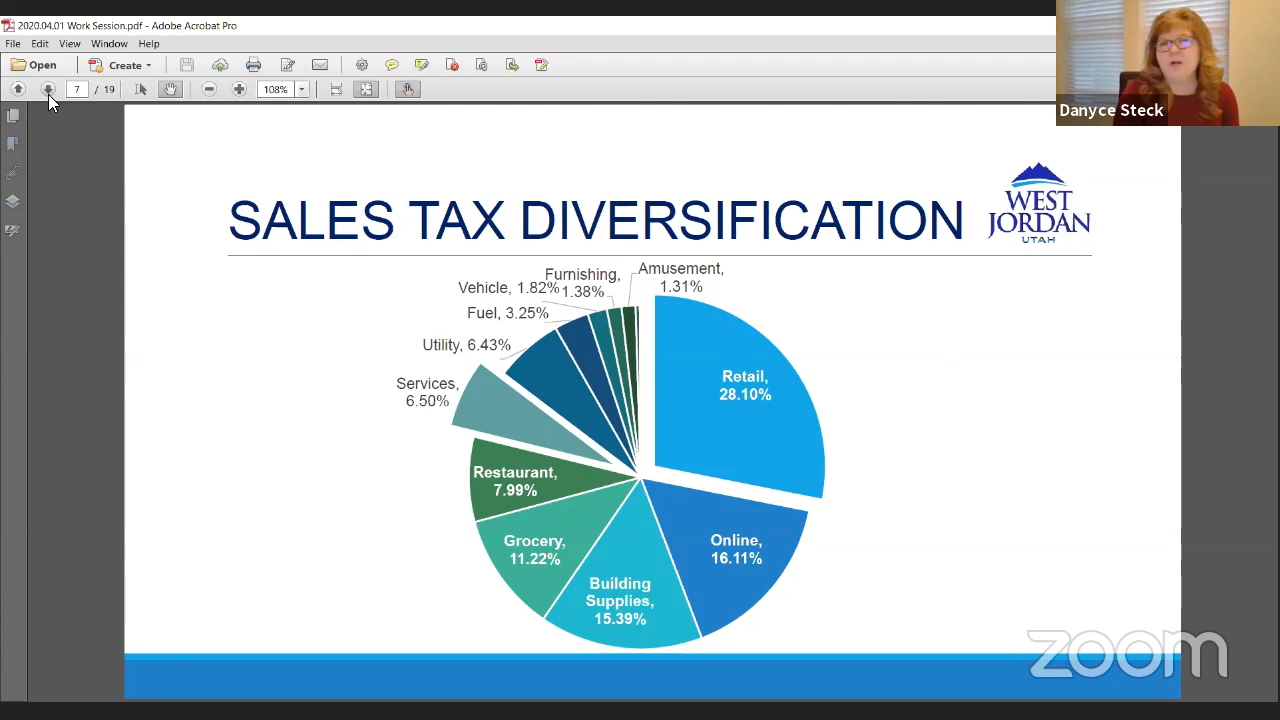 2020.04.01 Work Session.pdf - Adobe Acrobat Pro
File Edit View Window Help
Open Create
7 / 19 108%
Danyce Steck
SALES TAX DIVERSIFICATION
WEST
JORDAN
UTAH
Amusement,
1.31%
Furnishing,
1.38%
Vehicle, 1.82%
Fuel, 3.25%
Utility, 6.43%
Services,
6.50%
Retail,
28.10%
Restaurant,
7.99%
Grocery,
11.22%
Building
Supplies,
15.39%
Online,
16.11%
zoom